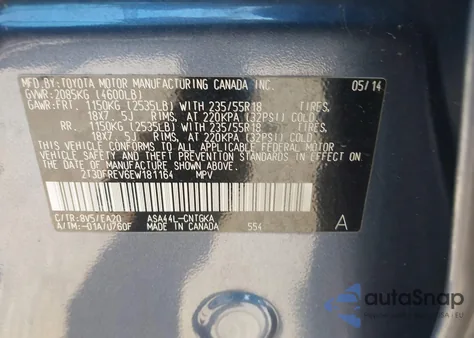 MFD.BY:TOYOTA MOTOR MANUFACTURING CANADA INC. 05/14
GVWR:2085KG (4600LB)
GAWR:FRT. 1150KG (2535LB) WITH 235/55R18 TIRES,
18X7.5J RIMS, AT 220KPA (32PSI) COLD
RR. 1150KG (2535LB) WITH 235/55R18 TIRES,
18X7.5J RIMS, AT 220KPA (32PSI) COLD
THIS VEHICLE CONFORMS TO ALL APPLICABLE FEDERAL MOTOR
VEHICLE SAFETY STANDARDS IN EFFECT ON THE
DATE OF MANUFACTURE SHOWN ABOVE.
2T3DFREV6EW181164 MPV
C/TR:8V5/EA20 ASA44L-CNTGKA A
A/TM:-01A/U760F MADE IN CANADA 554
autoSnap